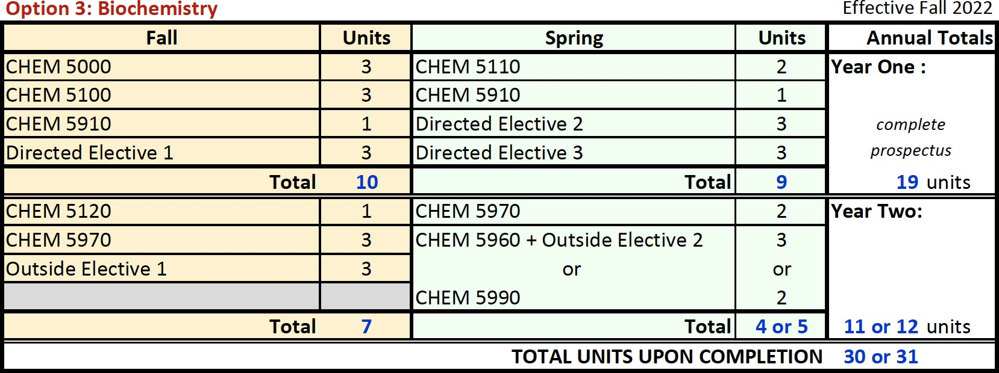 Option 3: Biochemistry Effective Fall 2022
Fall Units Spring Units Annual Totals
CHEM 5000 3 CHEM 5110 2 Year One :
CHEM 5100 3 CHEM 5910 1
CHEM 5910 1 Directed Elective 2 3 complete
Directed Elective 1 3 Directed Elective 3 3 prospectus
Total 10 Total 9 19 units
CHEM 5120 1 CHEM 5970 2 Year Two:
CHEM 5970 3 CHEM 5960 + Outside Elective 2 3
Outside Elective 1 3 or or
CHEM 5990 2
Total 7 Total 4 or 5 11 or 12 units
TOTAL UNITS UPON COMPLETION 30 or 31